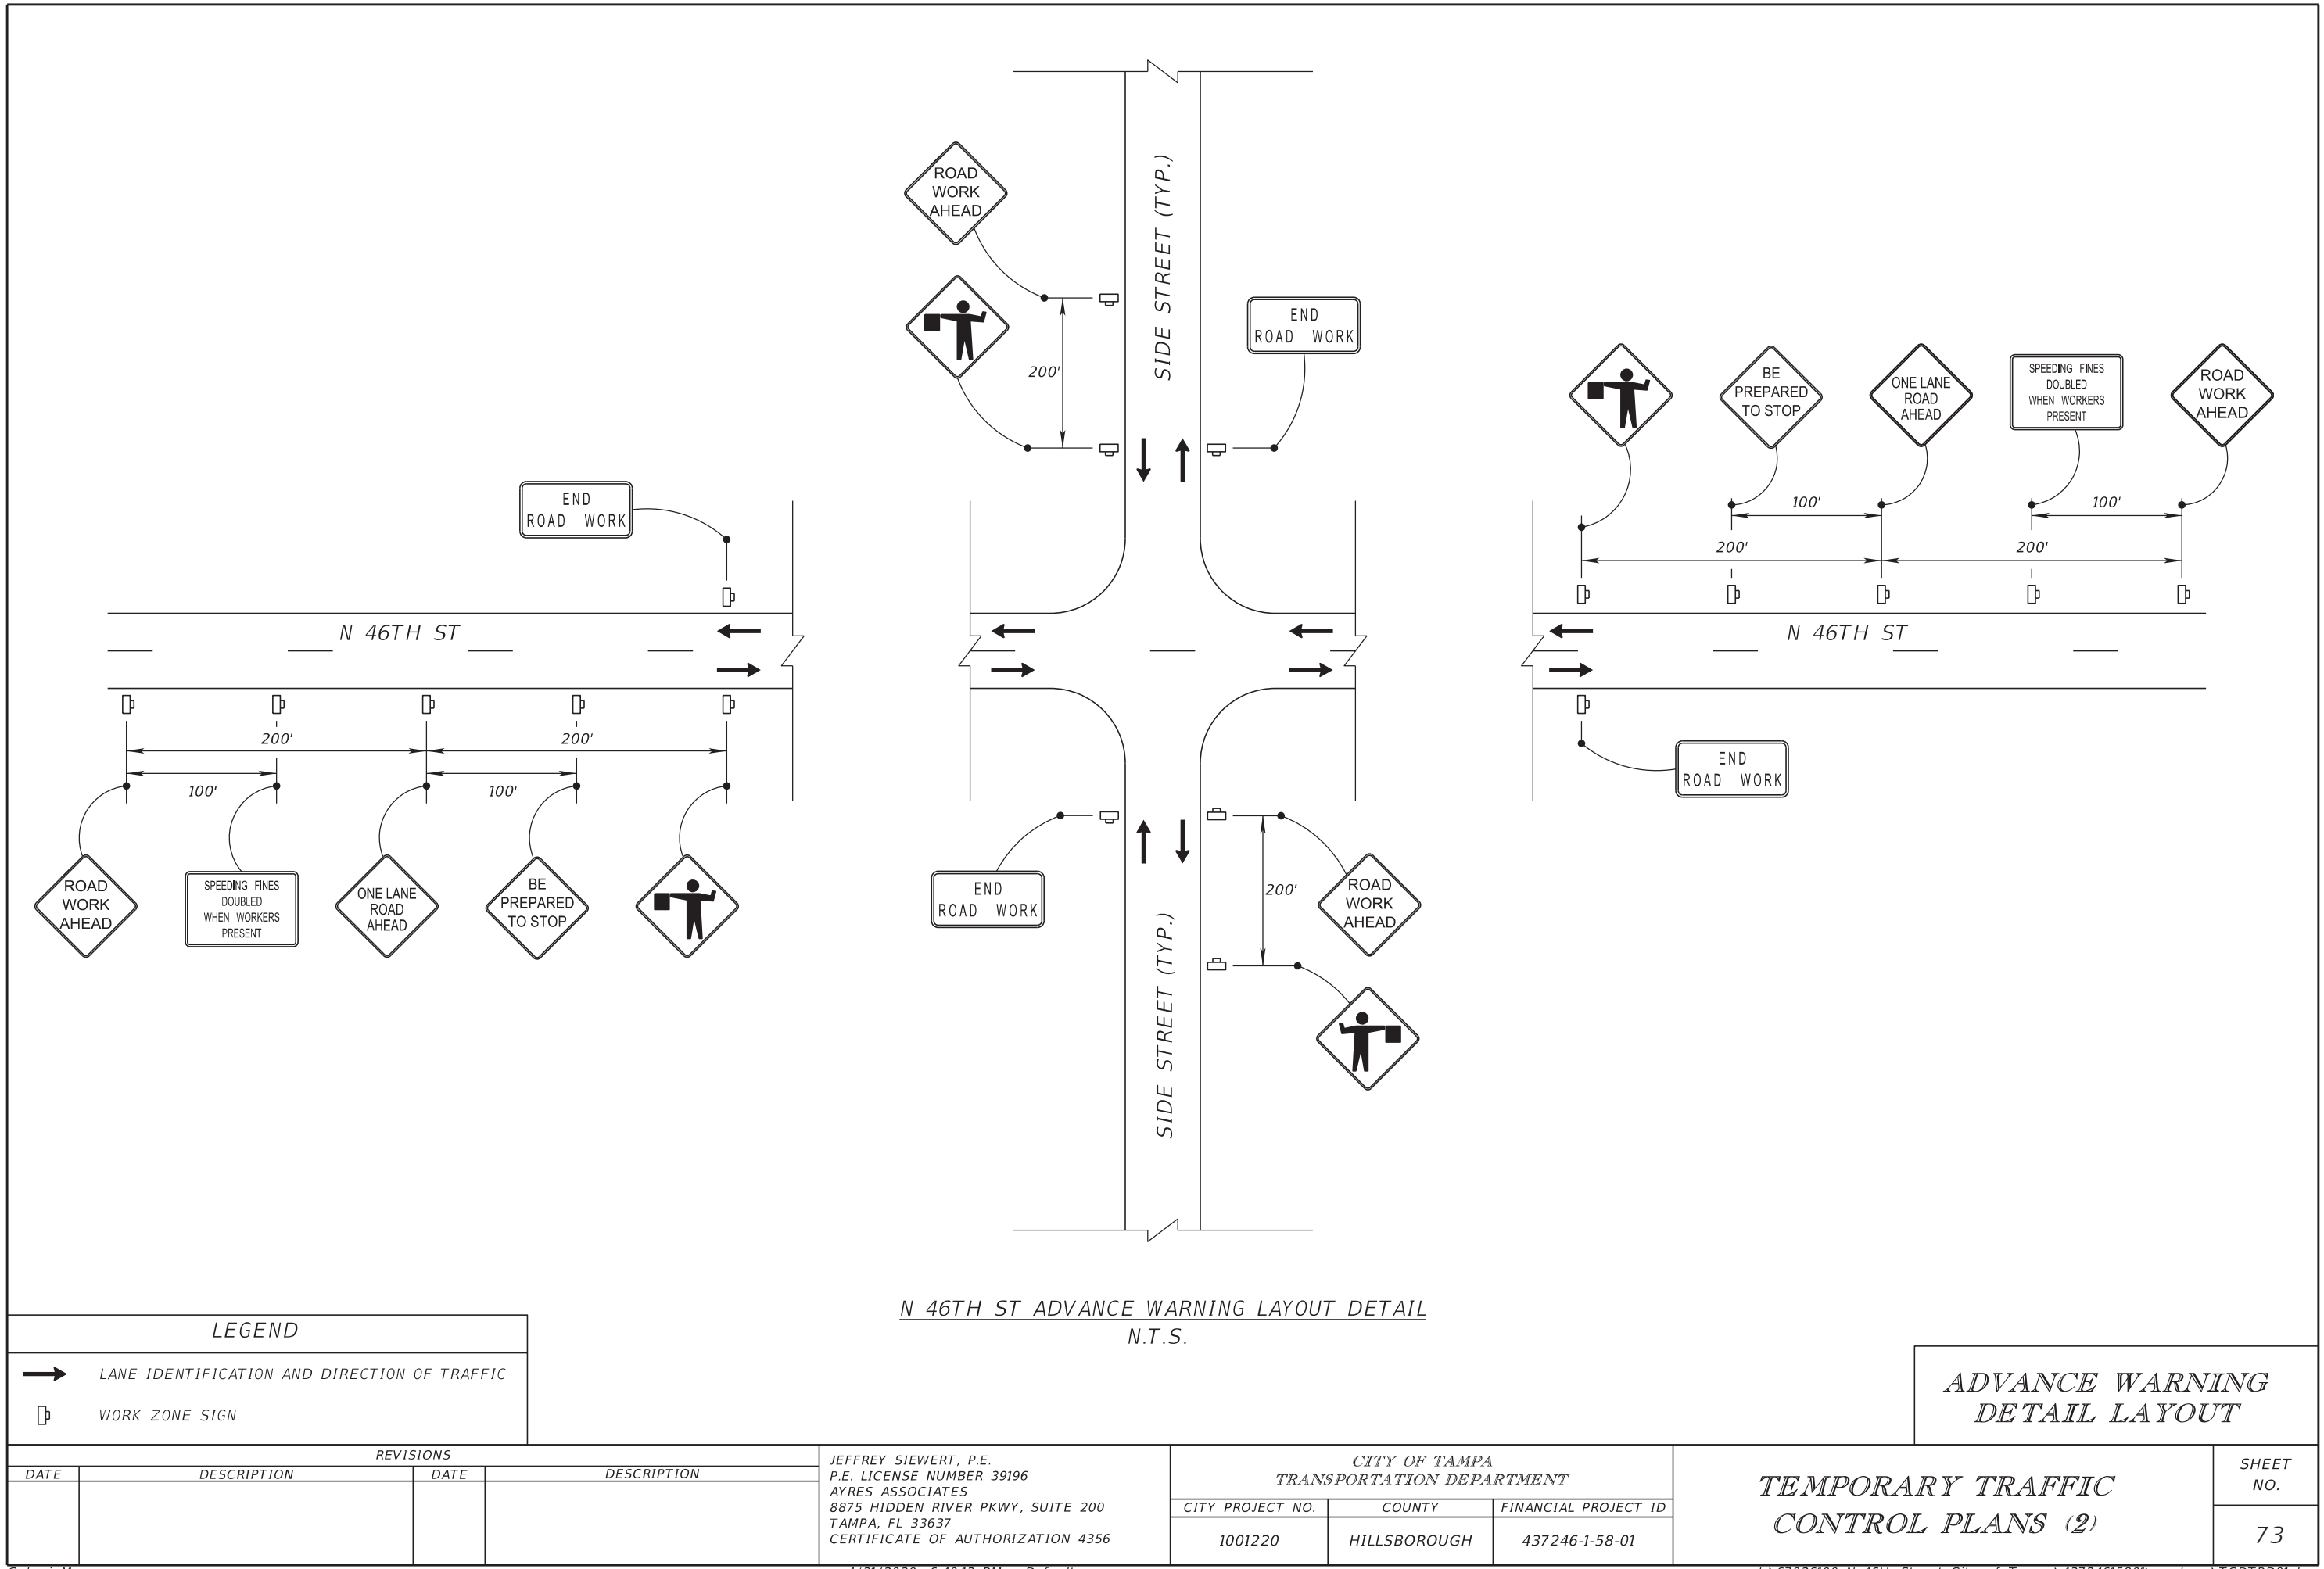 ROAD
WORK
AHEAD
SIDE STREET (TYP.)
END
ROAD WORK
200'
BE
PREPARED
TO STOP
ONE LANE
ROAD
AHEAD
SPEEDING FINES
DOUBLED
WHEN WORKERS
PRESENT
ROAD
WORK
AHEAD
100'
100'
200'
200'
END
ROAD WORK
N 46TH ST
N 46TH ST
200'
200'
100'
100'
END
ROAD WORK
ROAD
WORK
AHEAD
SPEEDING FINES
DOUBLED
WHEN WORKERS
PRESENT
ONE LANE
ROAD
AHEAD
BE
PREPARED
TO STOP
END
ROAD WORK
200'
ROAD
WORK
AHEAD
SIDE STREET (TYP.)
N 46TH ST ADVANCE WARNING LAYOUT DETAIL
N.T.S.
LEGEND
LANE IDENTIFICATION AND DIRECTION OF TRAFFIC
WORK ZONE SIGN
ADVANCE WARNING
DETAIL LAYOUT
REVISIONS
DATE DESCRIPTION DATE DESCRIPTION
JEFFREY SIEWERT, P.E.
P.E. LICENSE NUMBER 39196
AYRES ASSOCIATES
8875 HIDDEN RIVER PKWY, SUITE 200
TAMPA, FL 33637
CERTIFICATE OF AUTHORIZATION 4356
CITY OF TAMPA
TRANSPORTATION DEPARTMENT
CITY PROJECT NO. COUNTY FINANCIAL PROJECT ID
1001220 HILLSBOROUGH 437246-1-58-01
TEMPORARY TRAFFIC
CONTROL PLANS (2)
SHEET
NO.
73